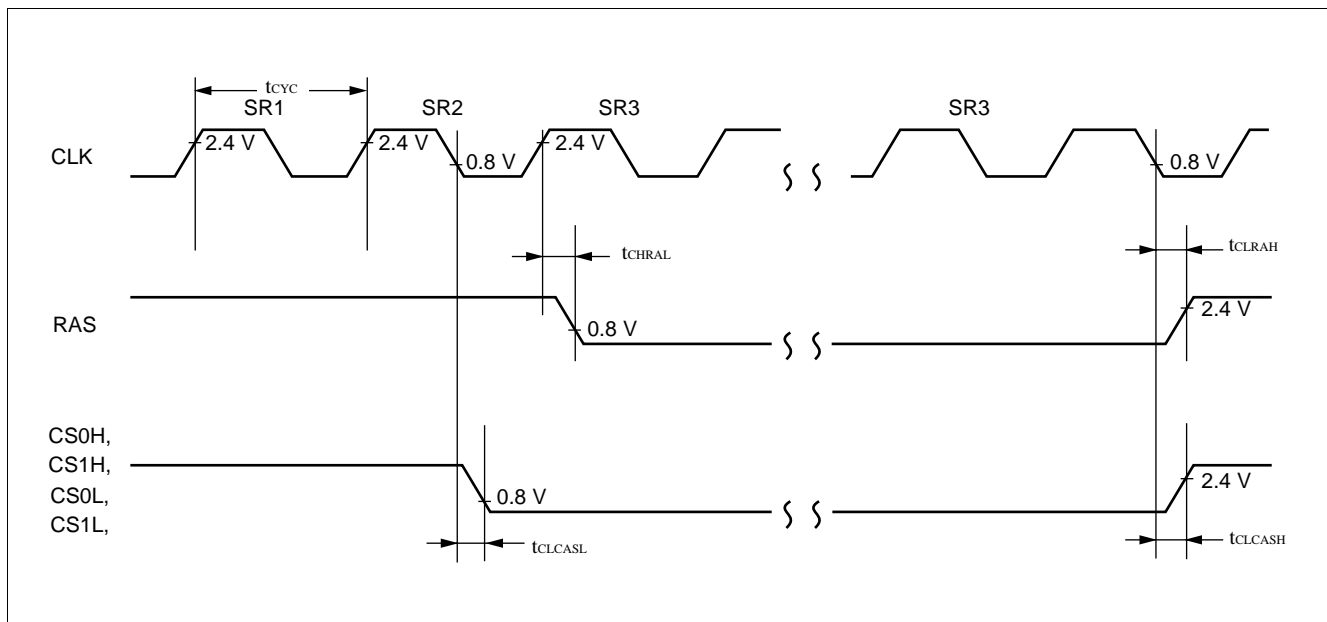 tCYC
SR1 SR2 SR3 SR3
CLK 2.4 V 2.4 V 0.8 V 2.4 V 0.8 V
tCHRAL tCLRAH
RAS 0.8 V 2.4 V
CS0H,
CS1H,
CS0L, 0.8 V 2.4 V
CS1L,
tCLCASL tCLCASH